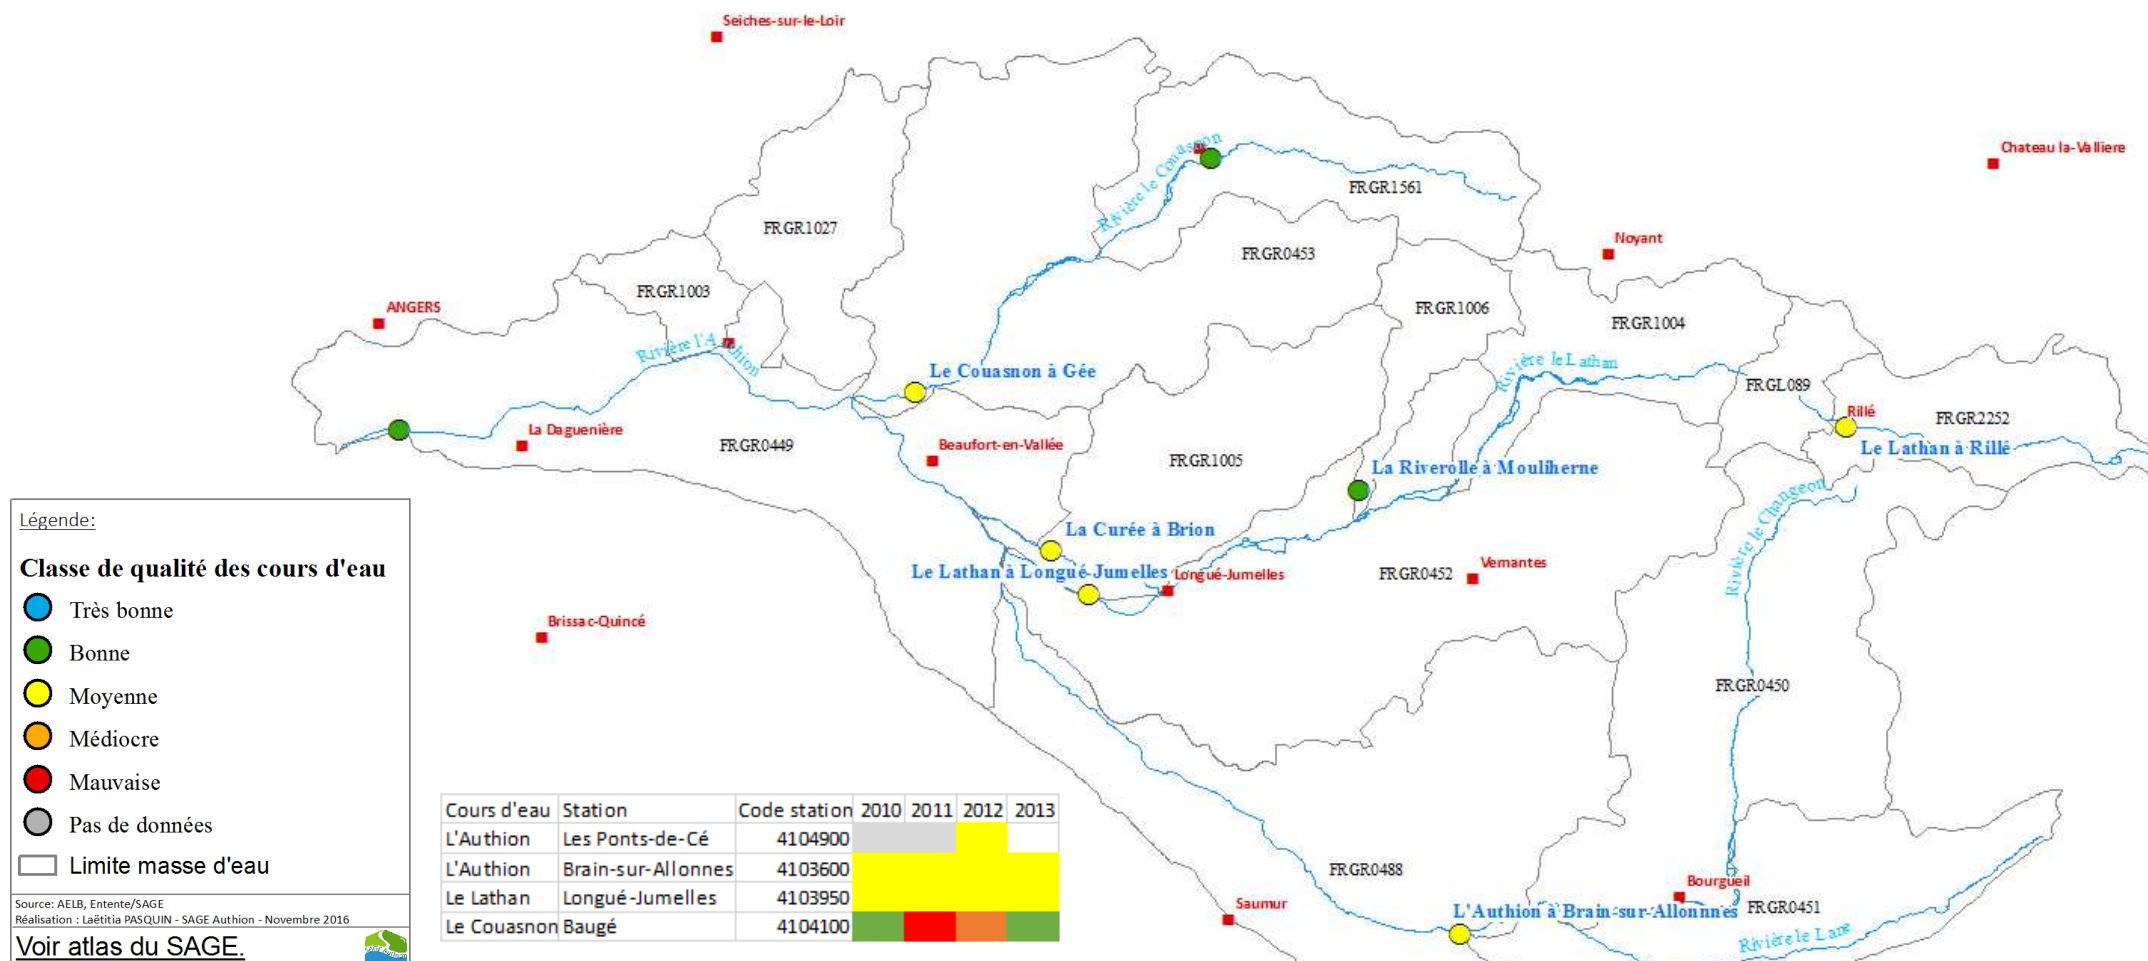 Seiches-sur-le-Loir
Chateau la-Valliere
Rivière le Couasnon
FRGR1561
FRGR1027
Noyant
FRGR0453
FRGR1003
ANGERS
FRGR1006
FRGR1004
Rivière l'Authion
Rivière le Lathan
Le Couasnon à Gée
FRGL089
Rillé
FRGR2252
La Daguenière
FRGR0449
Beaufort-en-Vallée
FRGR1005
La Riverolle à Mouliherne
Le Lathan à Rillé
Rivière le Changeon
La Curée à Brion
Le Lathan à Longué-Jumelles
Longué-Jumelles
FRGR0452
Vernantes
Brissac-Quincé
FRGR0450
FRGR0488
Bourgueil
Saumur
L'Authion à Brain-sur-Allonnnes
FRGR0451
Rivière le Lane
Légende:
Classe de qualité des cours d'eau
Très bonne
Bonne
Moyenne
Médiocre
Mauvaise
Pas de données
Limite masse d'eau
Source: AELB, Entente/SAGE
Réalisation : Laëtitia PASQUIN - SAGE Authion - Novembre 2016
Voir atlas du SAGE.
Cours d'eau Station Code station 2010 2011 2012 2013
L'Authion Les Ponts-de-Cé 4104900
L'Authion Brain-sur-Allonnes 4103600
Le Lathan Longué-Jumelles 4103950
Le Couasnon Baugé 4104100